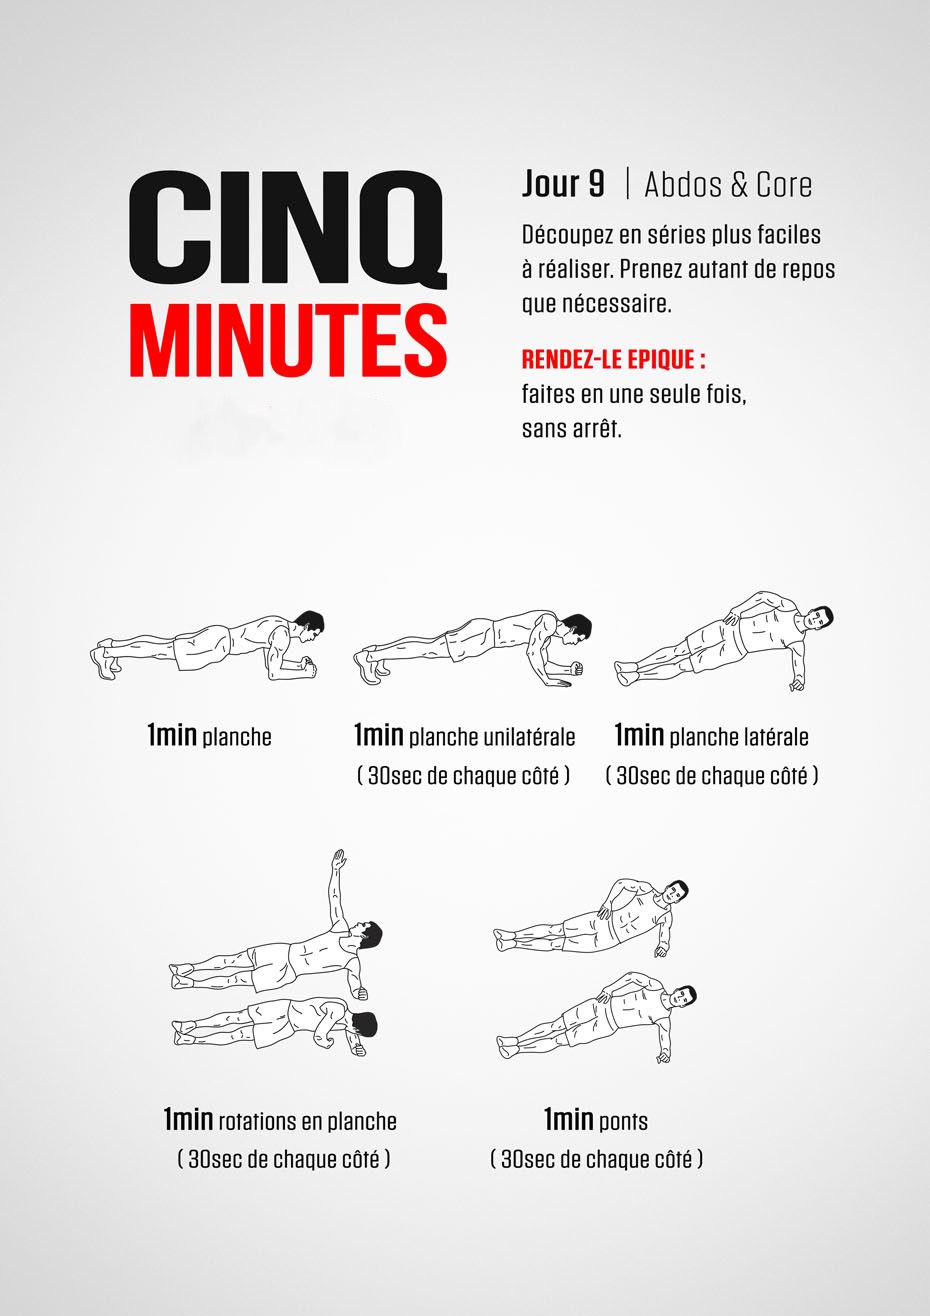 CINQ
MINUTES
Jour 9 | Abdos & Core
Découpez en séries plus faciles
à réaliser. Prenez autant de repos
que nécessaire.
RENDEZ-LE EPIQUE :
faites en une seule fois,
sans arrêt.
1min planche
1min planche unilatérale
( 30sec de chaque côté )
1min planche latérale
( 30sec de chaque côté )
1min rotations en planche
( 30sec de chaque côté )
1min ponts
( 30sec de chaque côté )